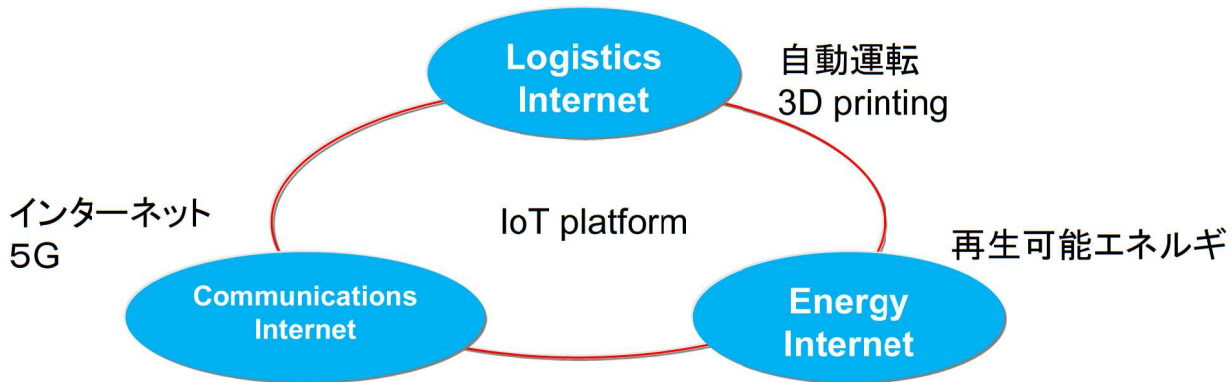 Logistics
Internet
自動運転
3D printing
インターネット
5G
IoT platform
再生可能エネルギ
Communications
Internet
Energy
Internet